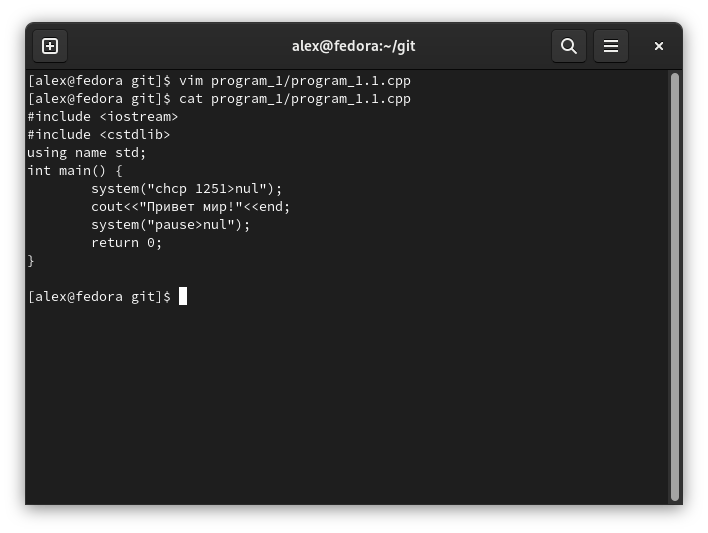 alex@fedora:~/git
[alex@fedora git]$ vim program_1/program_1.1.cpp
[alex@fedora git]$ cat program_1/program_1.1.cpp
#include <iostream>
#include <cstdlib>
using name std;
int main() {
        system("chcp 1251>nul");
        cout<<"Привет мир!"<<end;
        system("pause>nul");
        return 0;
}
[alex@fedora git]$